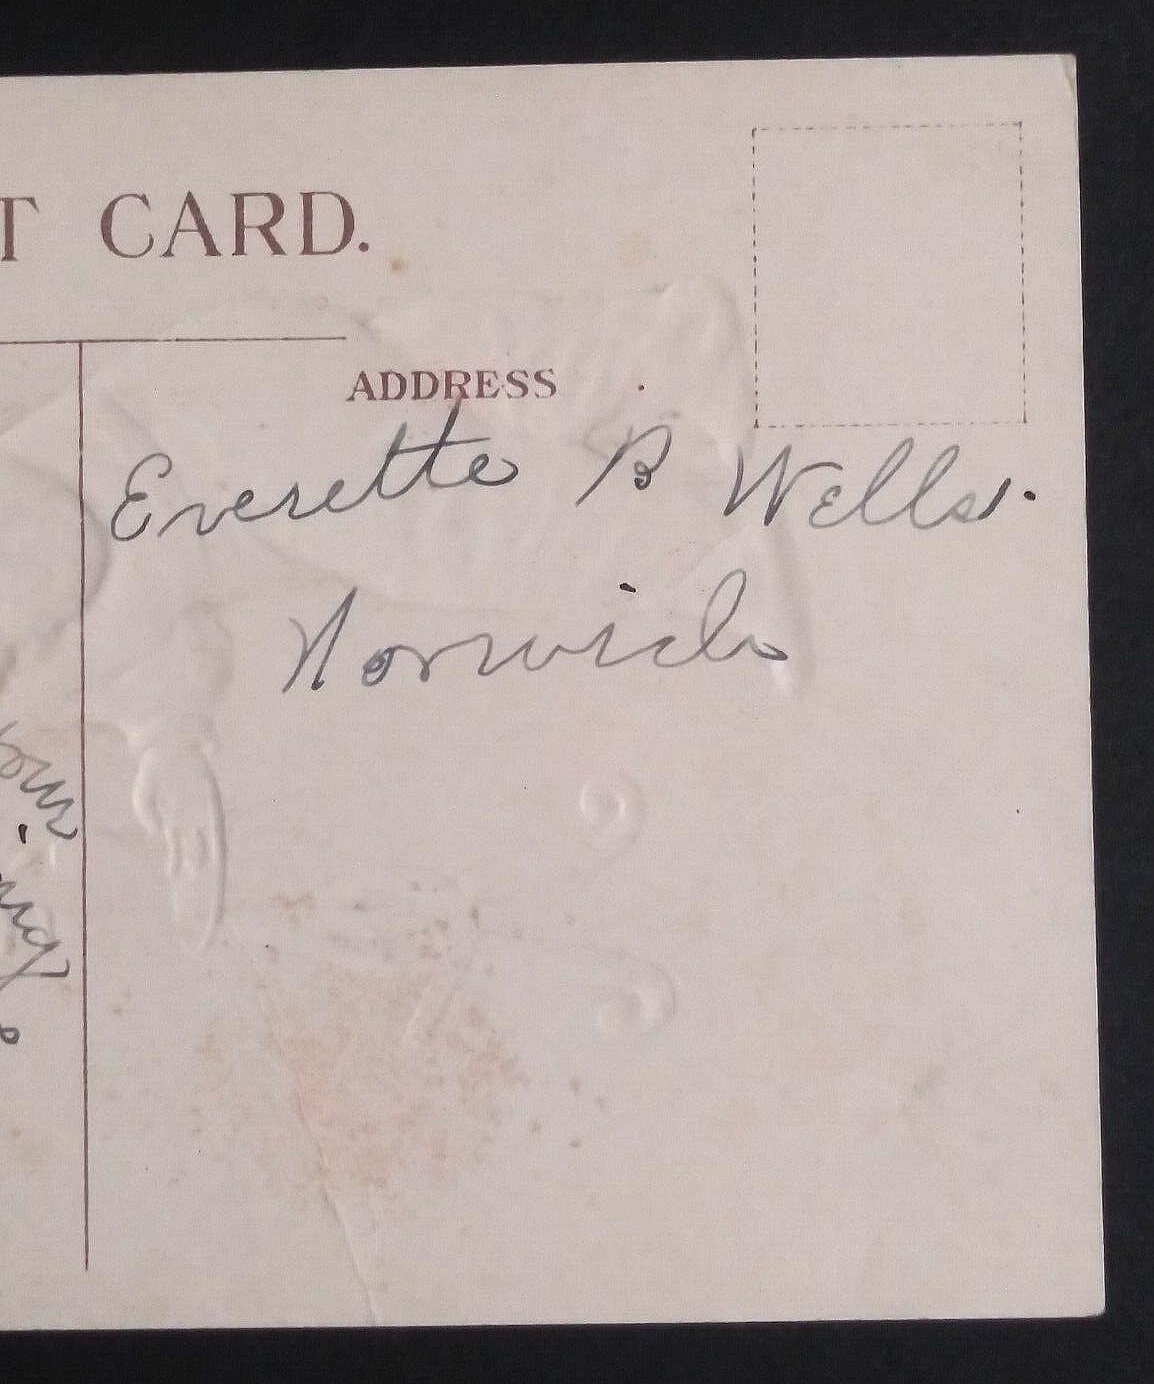 T CARD.
ADDRESS
Everette B Wells.
Norwich